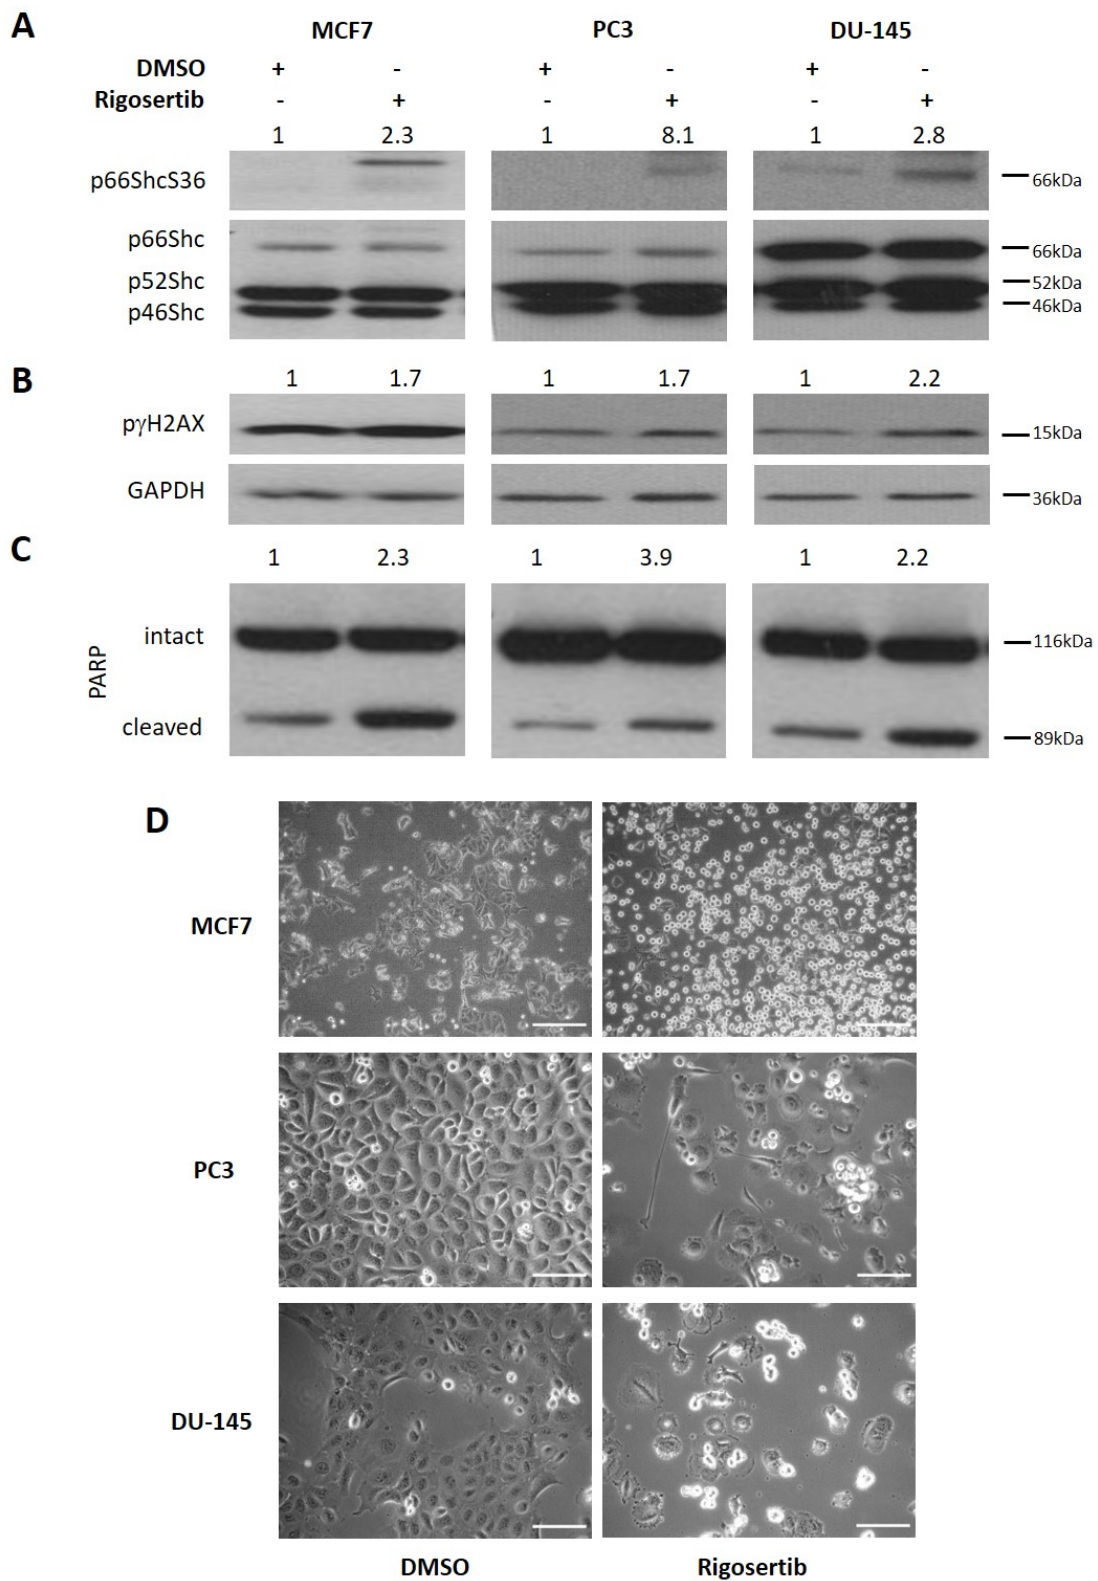 A
MCF7 PC3 DU-145
DMSO + - + - + -
Rigosertib - + - + - +
1 2.3 1 8.1 1 2.8
p66ShcS36 66kDa
p66Shc 66kDa
p52Shc 52kDa
p46Shc 46kDa
B
1 1.7 1 1.7 1 2.2
pγH2AX 15kDa
GAPDH 36kDa
C
1 2.3 1 3.9 1 2.2
PARP
intact 116kDa
cleaved 89kDa
D
MCF7
PC3
DU-145
DMSO Rigosertib